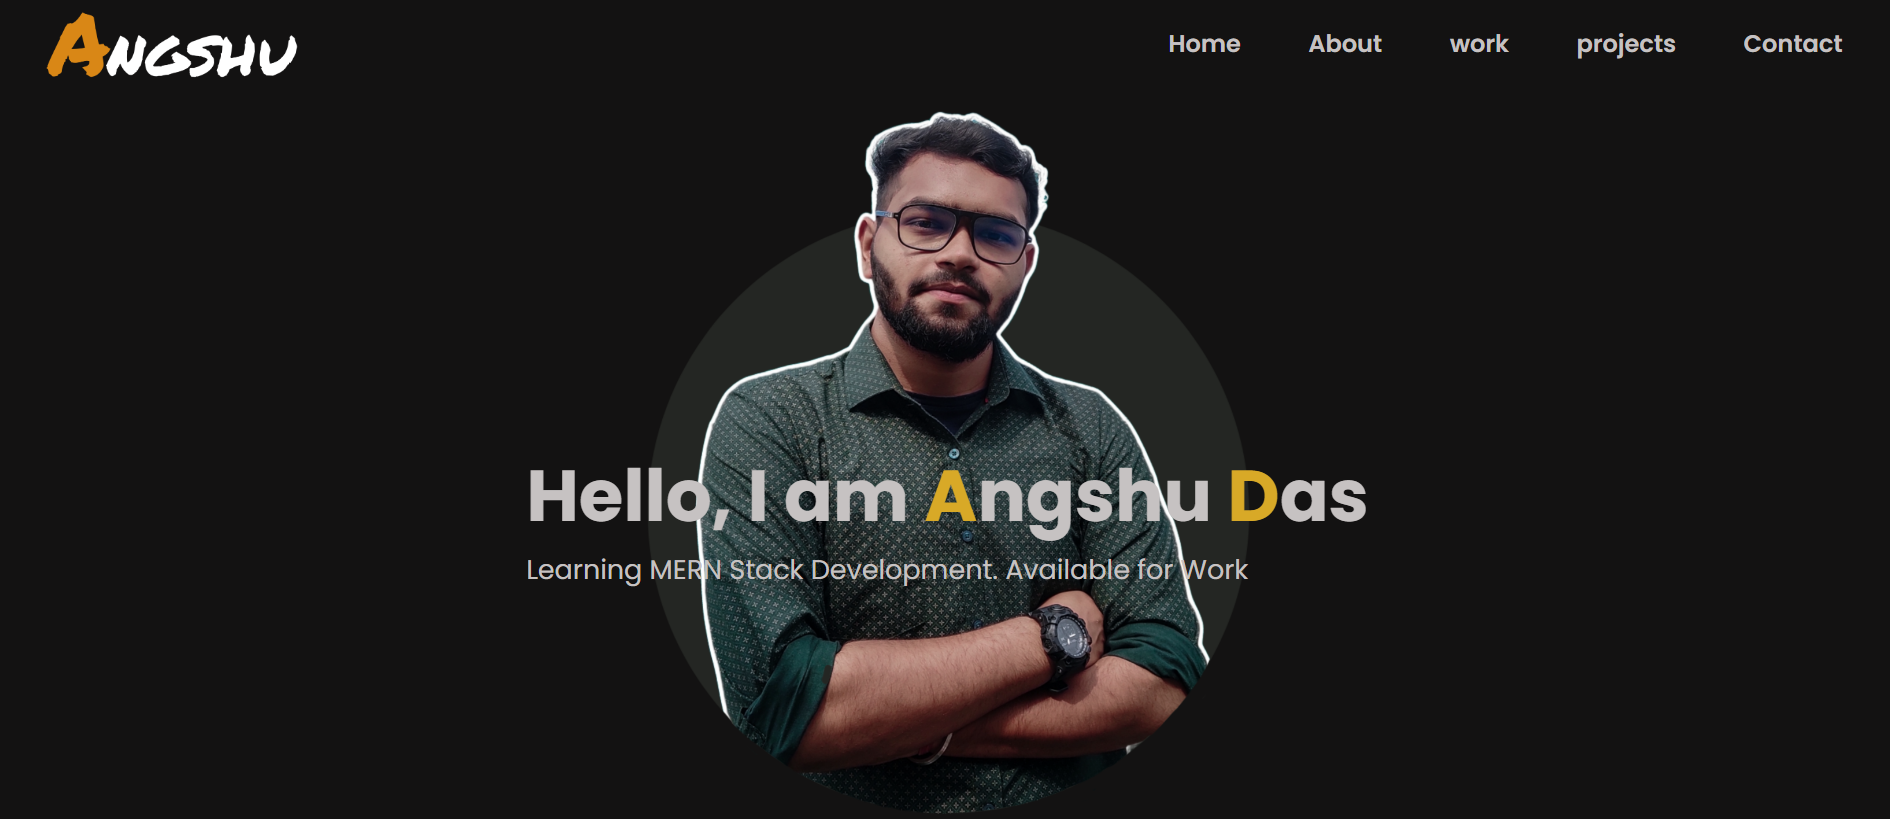 ANGSHU
Home About work projects Contact
Hello, I am Angshu Das
Learning MERN Stack Development. Available for Work